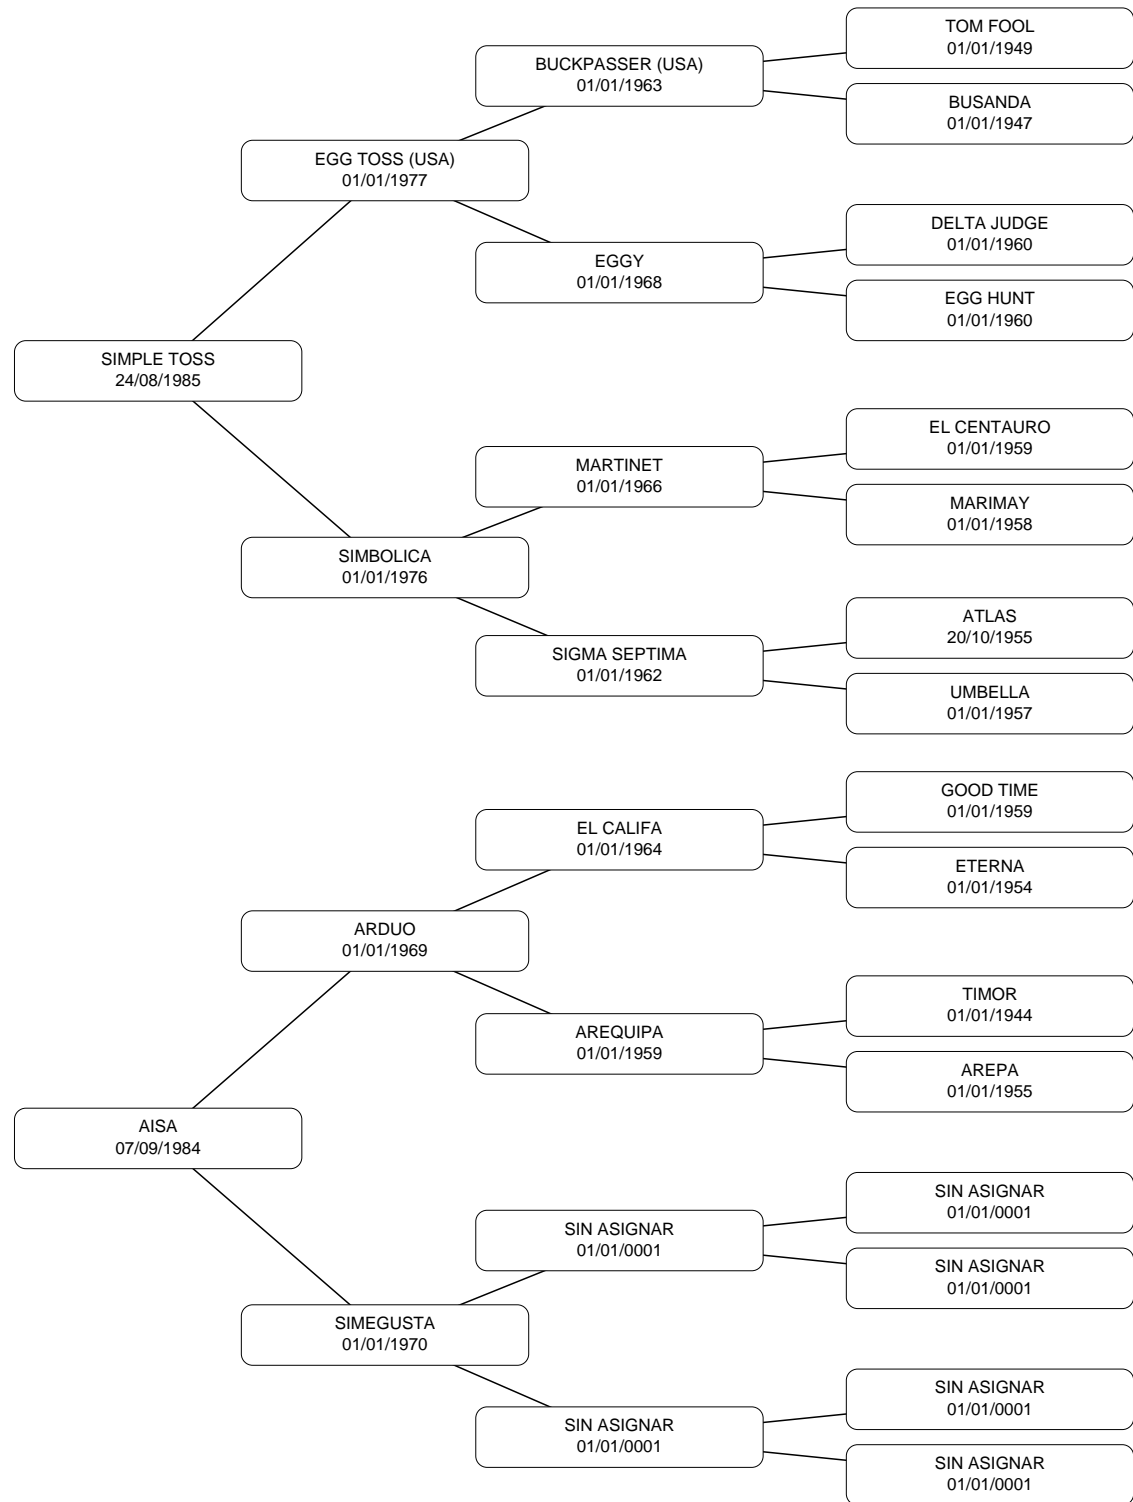 TOM FOOL
01/01/1949
BUCKPASSER (USA)
01/01/1963
BUSANDA
01/01/1947
EGG TOSS (USA)
01/01/1977
DELTA JUDGE
01/01/1960
EGGY
01/01/1968
EGG HUNT
01/01/1960
SIMPLE TOSS
24/08/1985
EL CENTAURO
01/01/1959
MARTINET
01/01/1966
MARIMAY
01/01/1958
SIMBOLICA
01/01/1976
ATLAS
20/10/1955
SIGMA SEPTIMA
01/01/1962
UMBELLA
01/01/1957
GOOD TIME
01/01/1959
EL CALIFA
01/01/1964
ETERNA
01/01/1954
ARDUO
01/01/1969
TIMOR
01/01/1944
AREQUIPA
01/01/1959
AREPA
01/01/1955
AISA
07/09/1984
SIN ASIGNAR
01/01/0001
SIN ASIGNAR
01/01/0001
SIN ASIGNAR
01/01/0001
SIMEGUSTA
01/01/1970
SIN ASIGNAR
01/01/0001
SIN ASIGNAR
01/01/0001
SIN ASIGNAR
01/01/0001